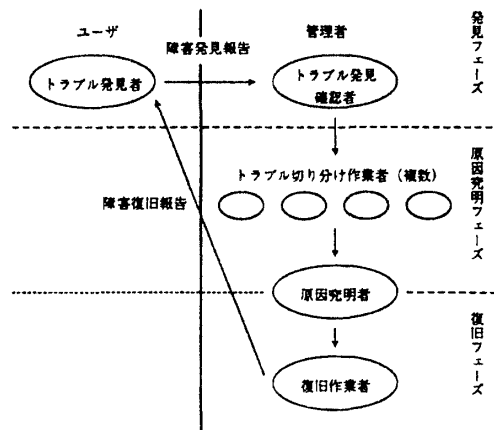 ユーザ
管理者
障害発見報告
トラブル発見者
トラブル発見
確認者
発見フェーズ
トラブル切り分け作業者（複数）
原因究明フェーズ
障害復旧報告
原因究明者
復旧作業者
復旧フェーズ